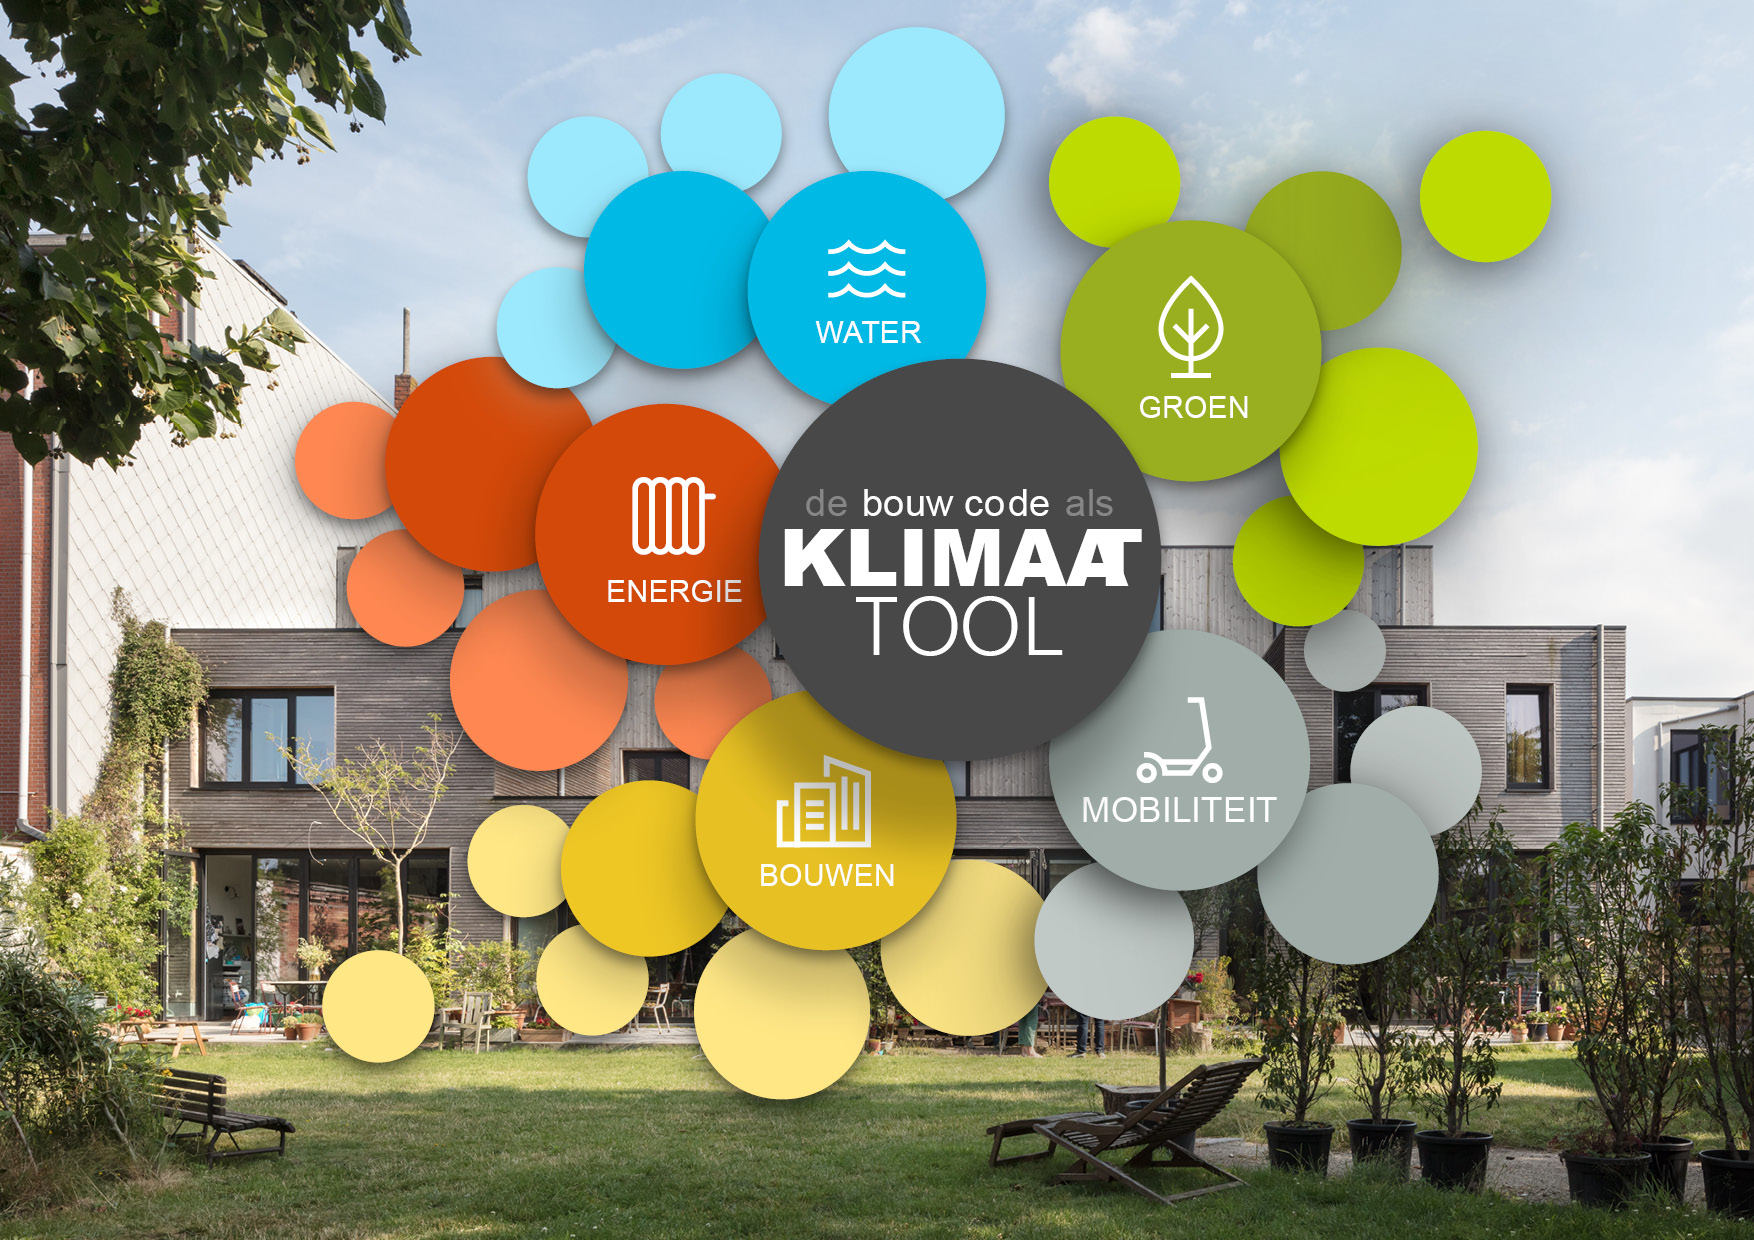 WATER
GROEN
de bouw code als
KLIMAAT
TOOL
ENERGIE
MOBILITEIT
BOUWEN